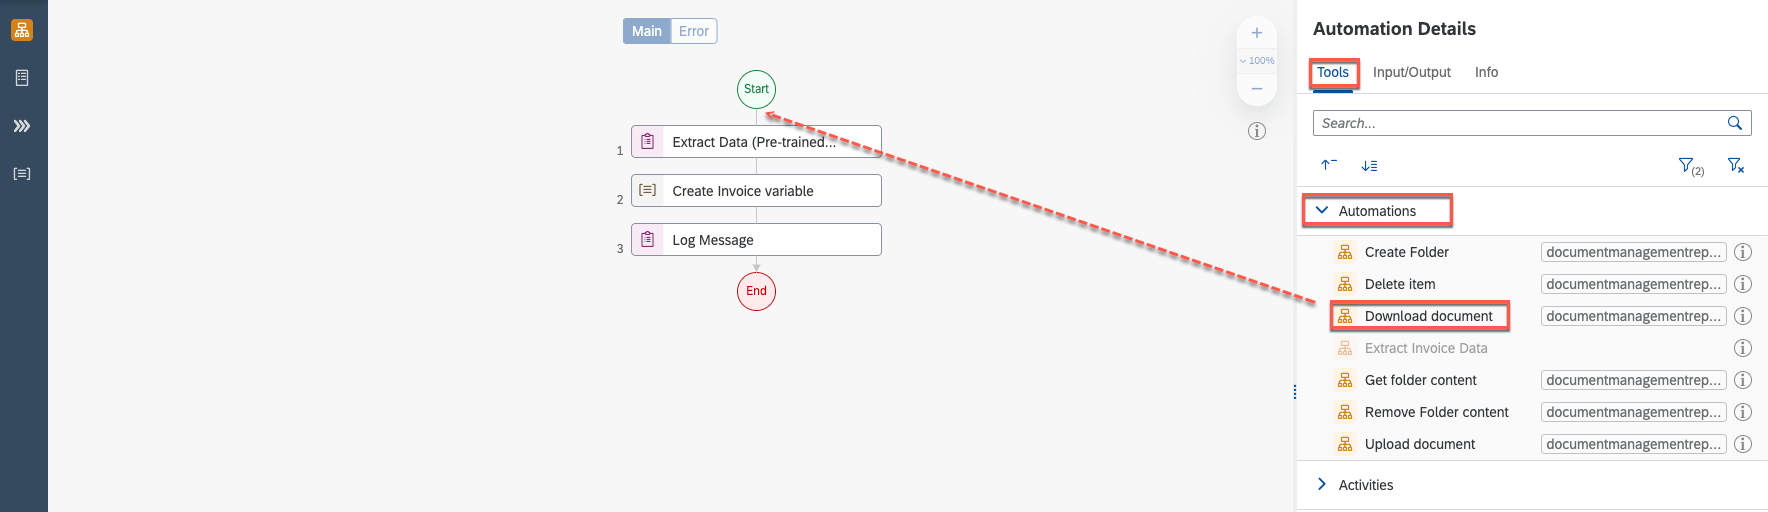 Main Error
Start
1 Extract Data (Pre-trained...
2 Create Invoice variable
3 Log Message
End
100%
Automation Details
Tools Input/Output Info
Search...
(2)
Automations
Create Folder documentmanagementrep...
Delete item documentmanagementrep...
Download document documentmanagementrep...
Extract Invoice Data
Get folder content documentmanagementrep...
Remove Folder content documentmanagementrep...
Upload document documentmanagementrep...
Activities